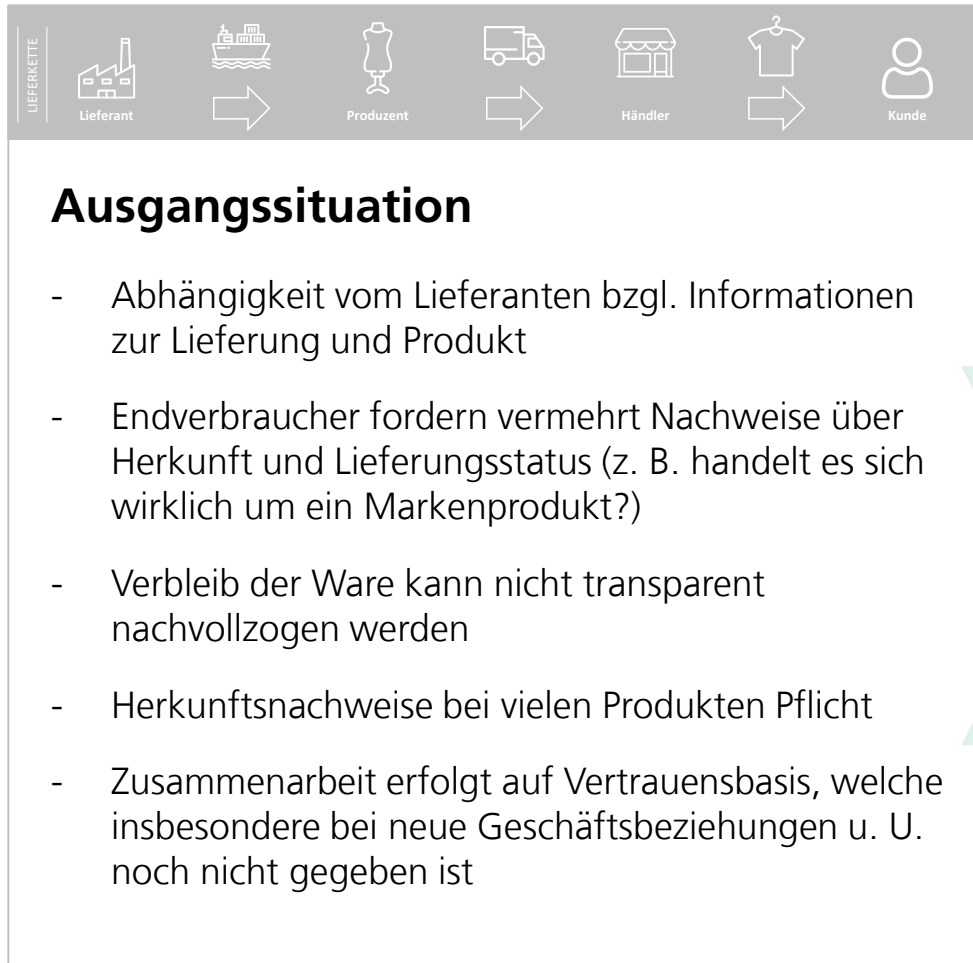 LIEFERKETTE
Lieferant
Produzent
Händler
Kunde
Ausgangssituation
- Abhängigkeit vom Lieferanten bzgl. Informationen
zur Lieferung und Produkt
- Endverbraucher fordern vermehrt Nachweise über
Herkunft und Lieferungsstatus (z. B. handelt es sich
wirklich um ein Markenprodukt?)
- Verbleib der Ware kann nicht transparent
nachvollzogen werden
- Herkunftsnachweise bei vielen Produkten Pflicht
- Zusammenarbeit erfolgt auf Vertrauensbasis, welche
insbesondere bei neue Geschäftsbeziehungen u. U.
noch nicht gegeben ist